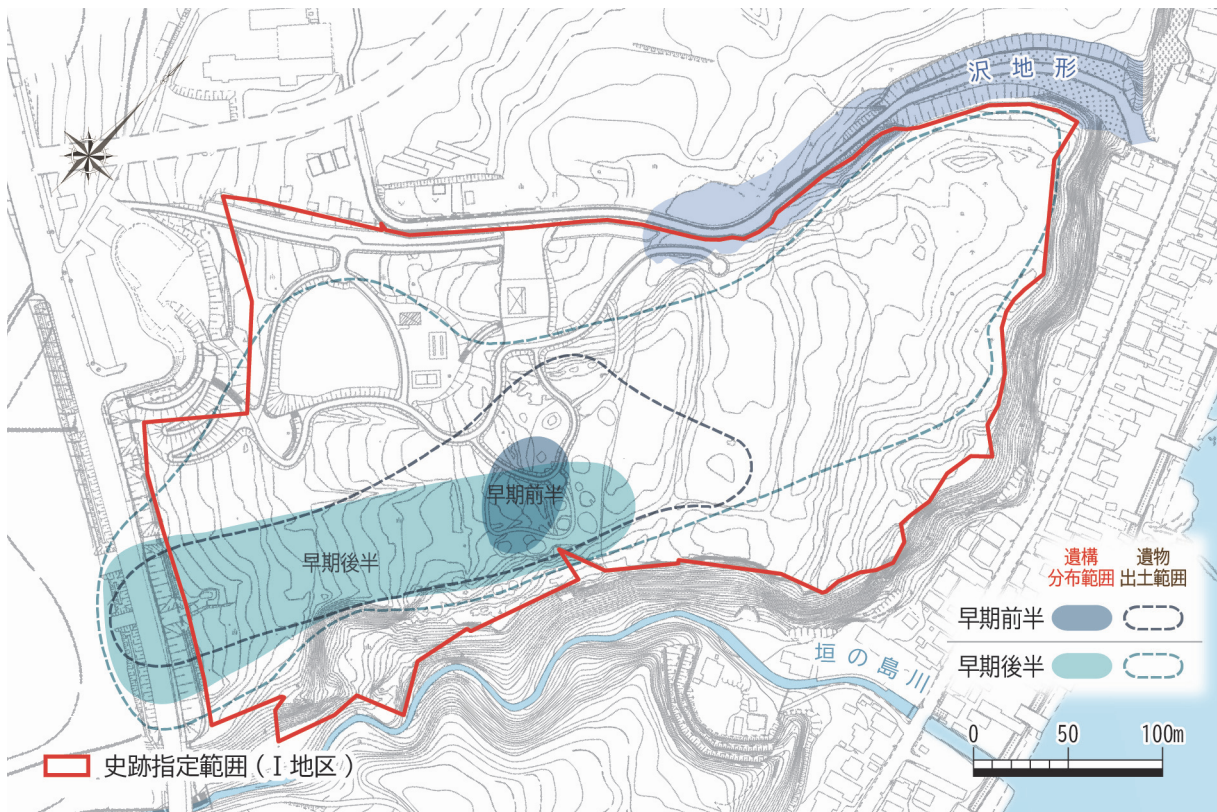 沢地形
早期前半
早期後半
遺構
分布範囲
遺物
出土範囲
早期前半
早期後半
垣の島川
0 50 100m
史跡指定範囲(Ⅰ地区)